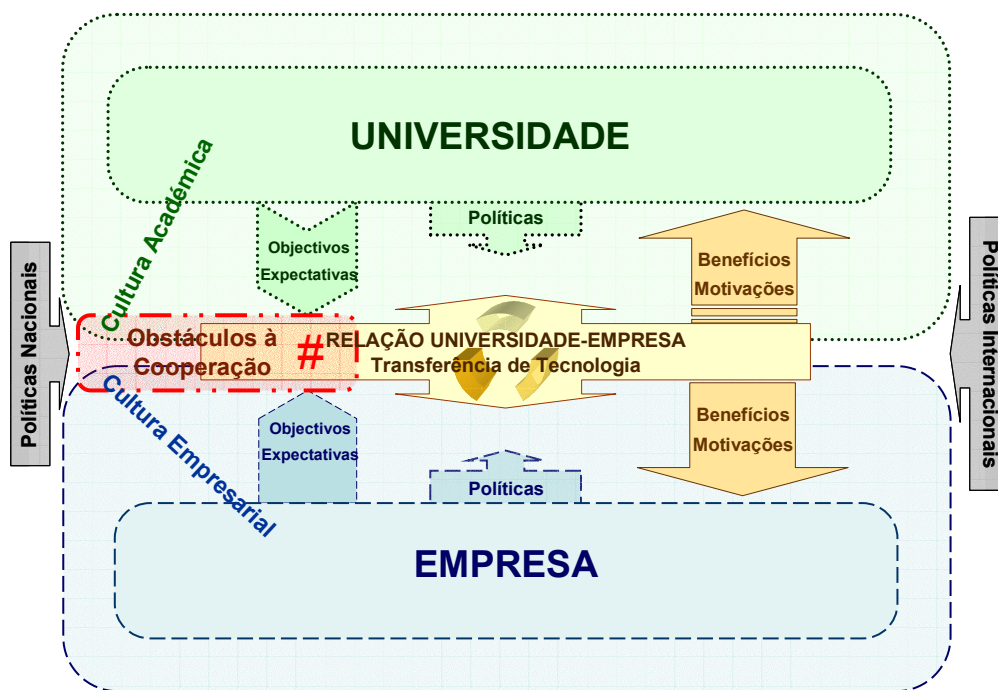 UNIVERSIDADE
Cultura Académica
Políticas
Objectivos
Expectativas
Benefícios
Motivações
Políticas Nacionais
Políticas Internacionais
Obstáculos à
Cooperação
#
RELAÇÃO UNIVERSIDADE-EMPRESA
Transferência de Tecnologia
Cultura Empresarial
Objectivos
Expectativas
Benefícios
Motivações
Políticas
EMPRESA